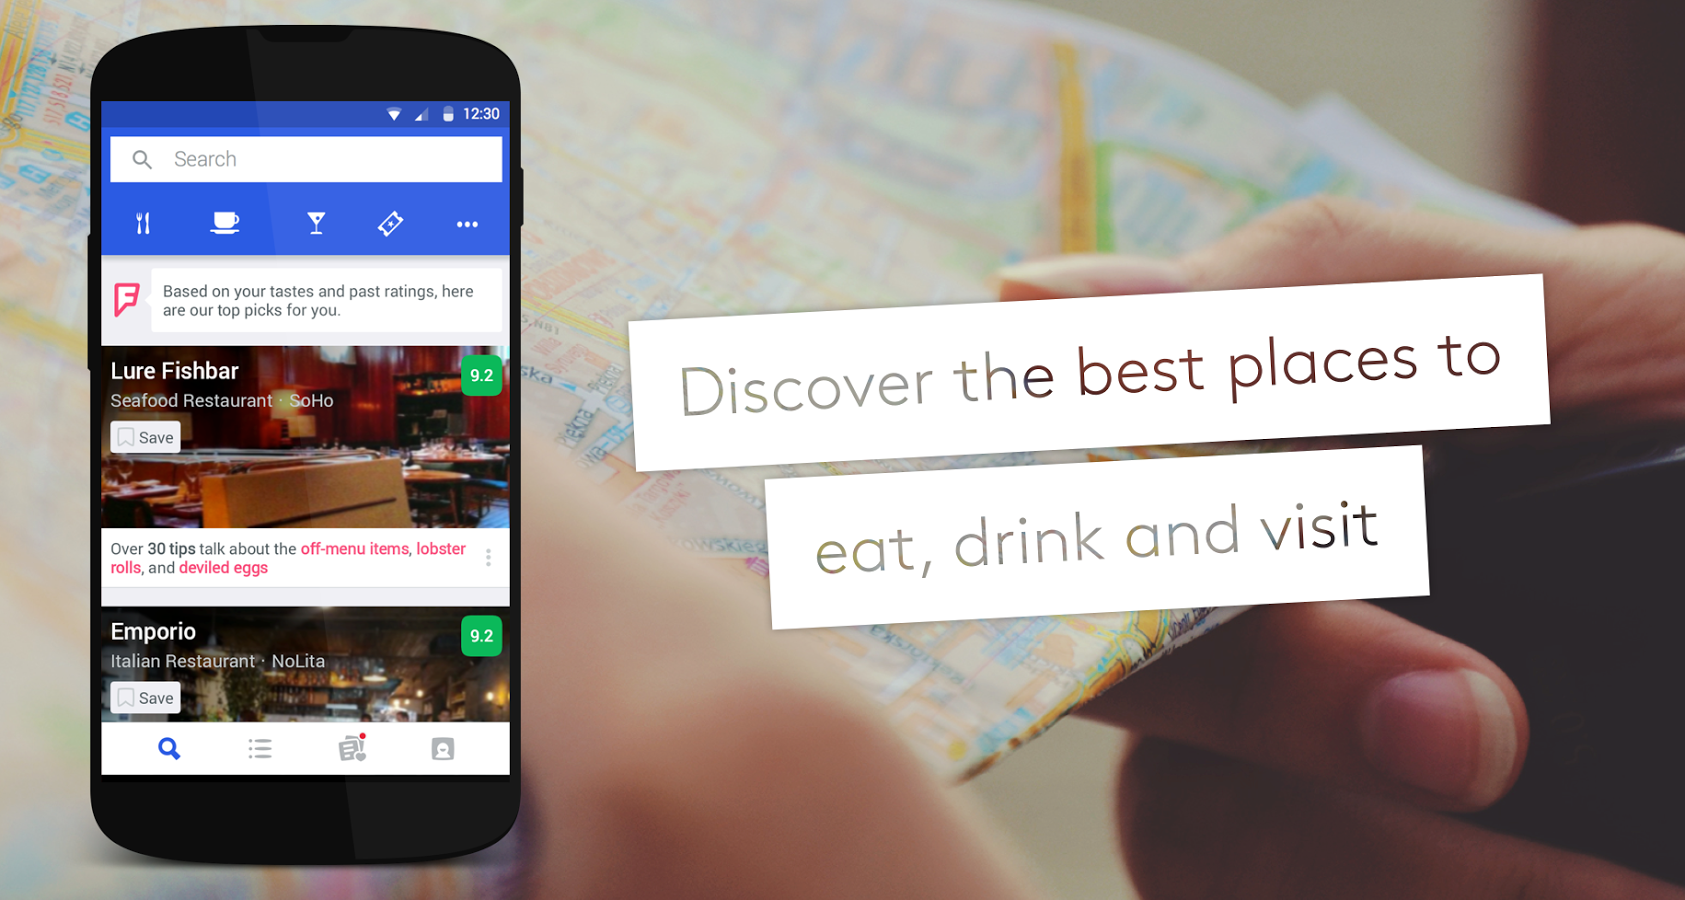 12:30
Search
Based on your tastes and past ratings, here
are our top picks for you.
Lure Fishbar
9.2
Seafood Restaurant · SoHo
Save
Over 30 tips talk about the off-menu items, lobster
rolls, and deviled eggs
Emporio
9.2
Italian Restaurant · NoLita
Save
Discover the best places to
eat, drink and visit